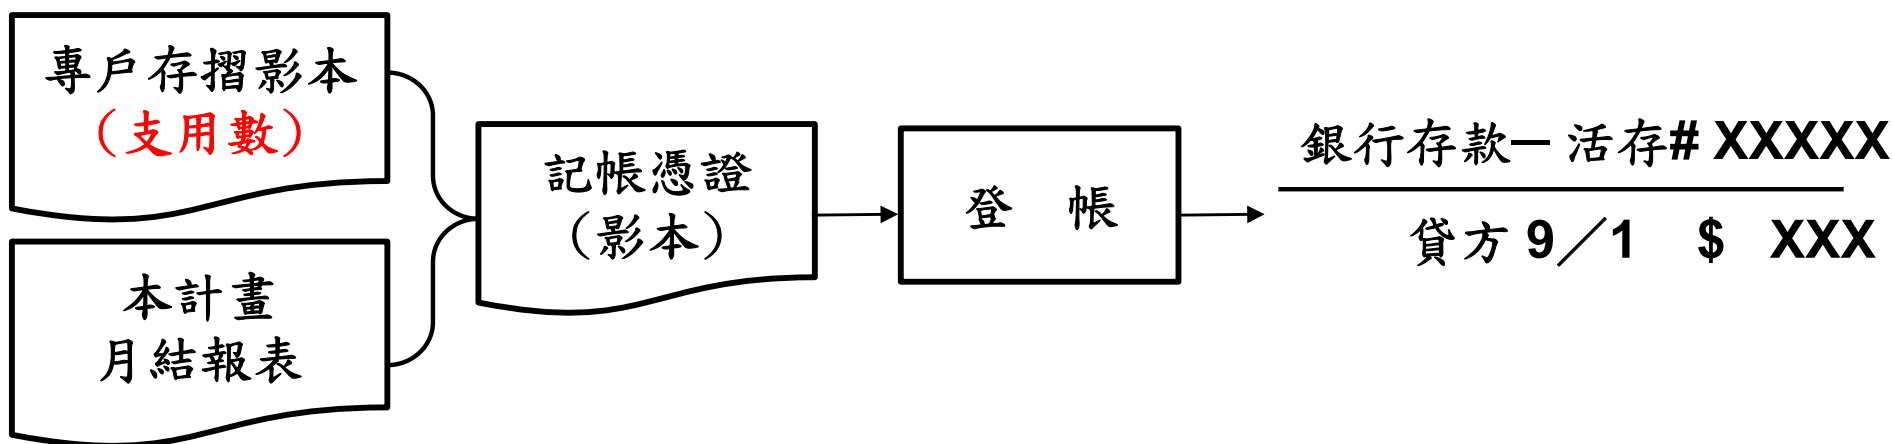 專戶存摺影本
（支用數）
本計畫
月結報表
記帳憑證
（影本）
登　帳
銀行存款─ 活存# XXXXX
貸方 9／1　$　XXX